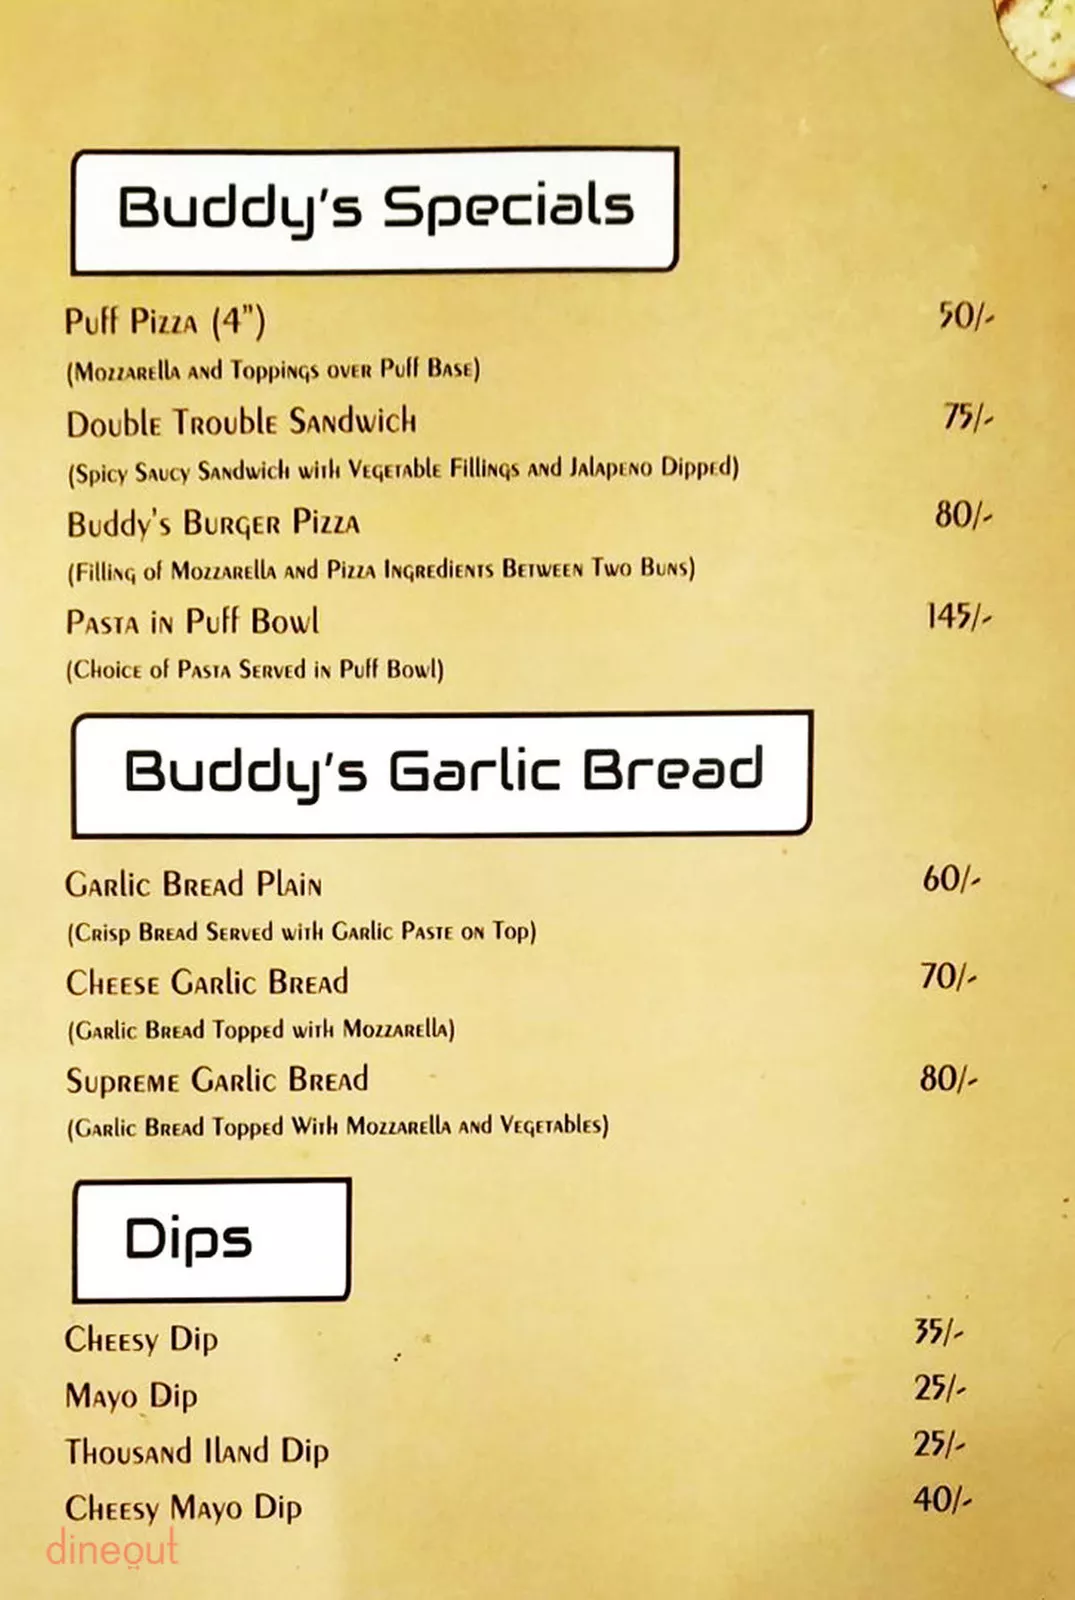 Buddy's Specials
Puff Pizza (4") 50/-
(Mozzarella and Toppings over Puff Base)
Double Trouble Sandwich 75/-
(Spicy Saucy Sandwich with Vegetable Fillings and Jalapeno Dipped)
Buddy's Burger Pizza 80/-
(Filling of Mozzarella and Pizza Ingredients Between Two Buns)
Pasta in Puff Bowl 145/-
(Choice of Pasta Served in Puff Bowl)
Buddy's Garlic Bread
Garlic Bread Plain 60/-
(Crisp Bread Served with Garlic Paste on Top)
Cheese Garlic Bread 70/-
(Garlic Bread Topped with Mozzarella)
Supreme Garlic Bread 80/-
(Garlic Bread Topped With Mozzarella and Vegetables)
Dips
Cheesy Dip 35/-
Mayo Dip 25/-
Thousand Iland Dip 25/-
Cheesy Mayo Dip 40/-
dineout